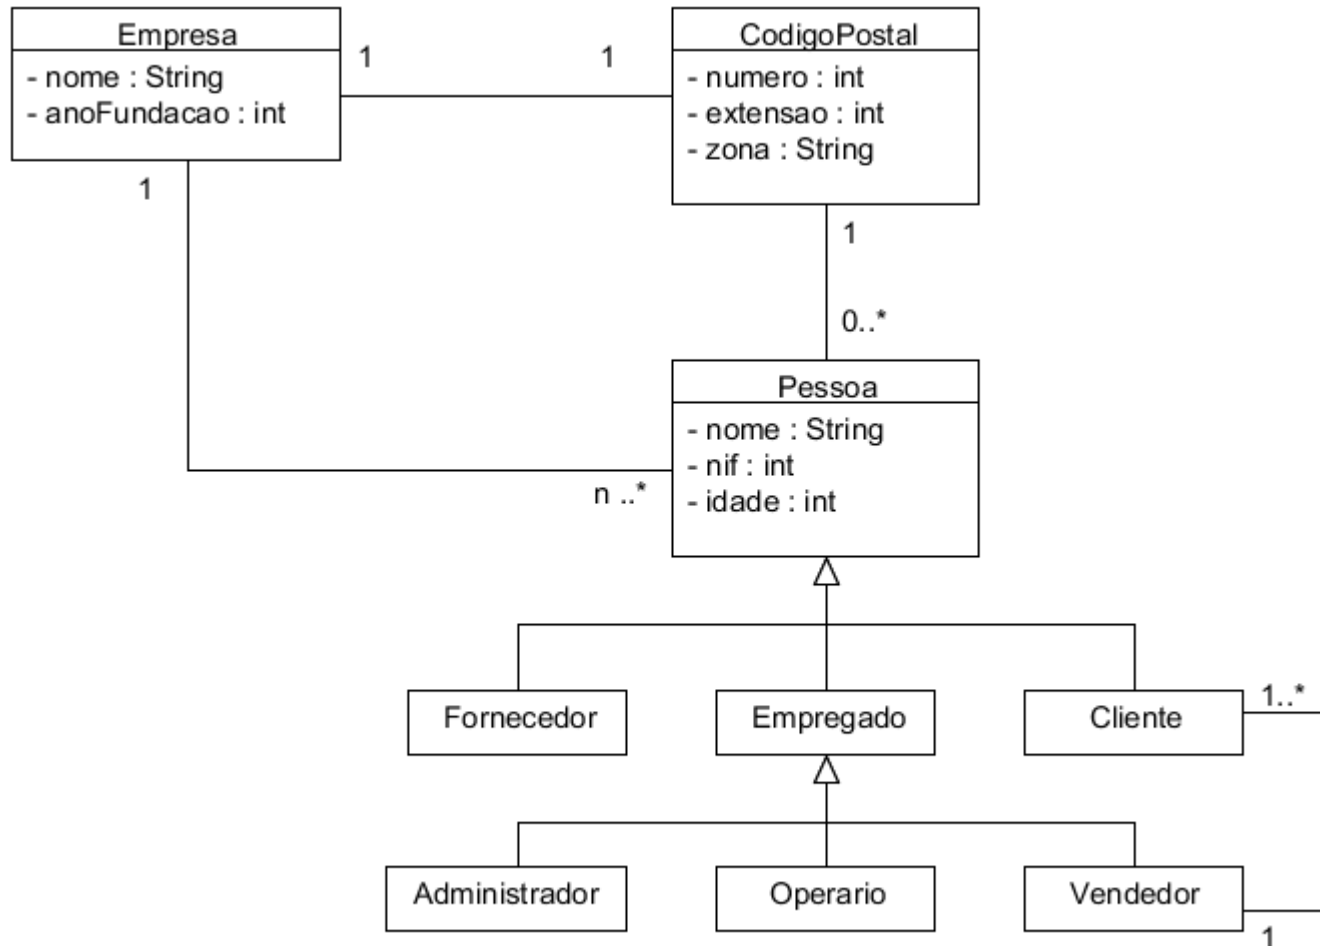 Empresa
- nome : String
- anoFundacao : int
1
1
CodigoPostal
- numero : int
- extensao : int
- zona : String
1
1
0..*
Pessoa
- nome : String
- nif : int
- idade : int
n ..*
Fornecedor
Empregado
Cliente
1..*
Administrador
Operario
Vendedor
1